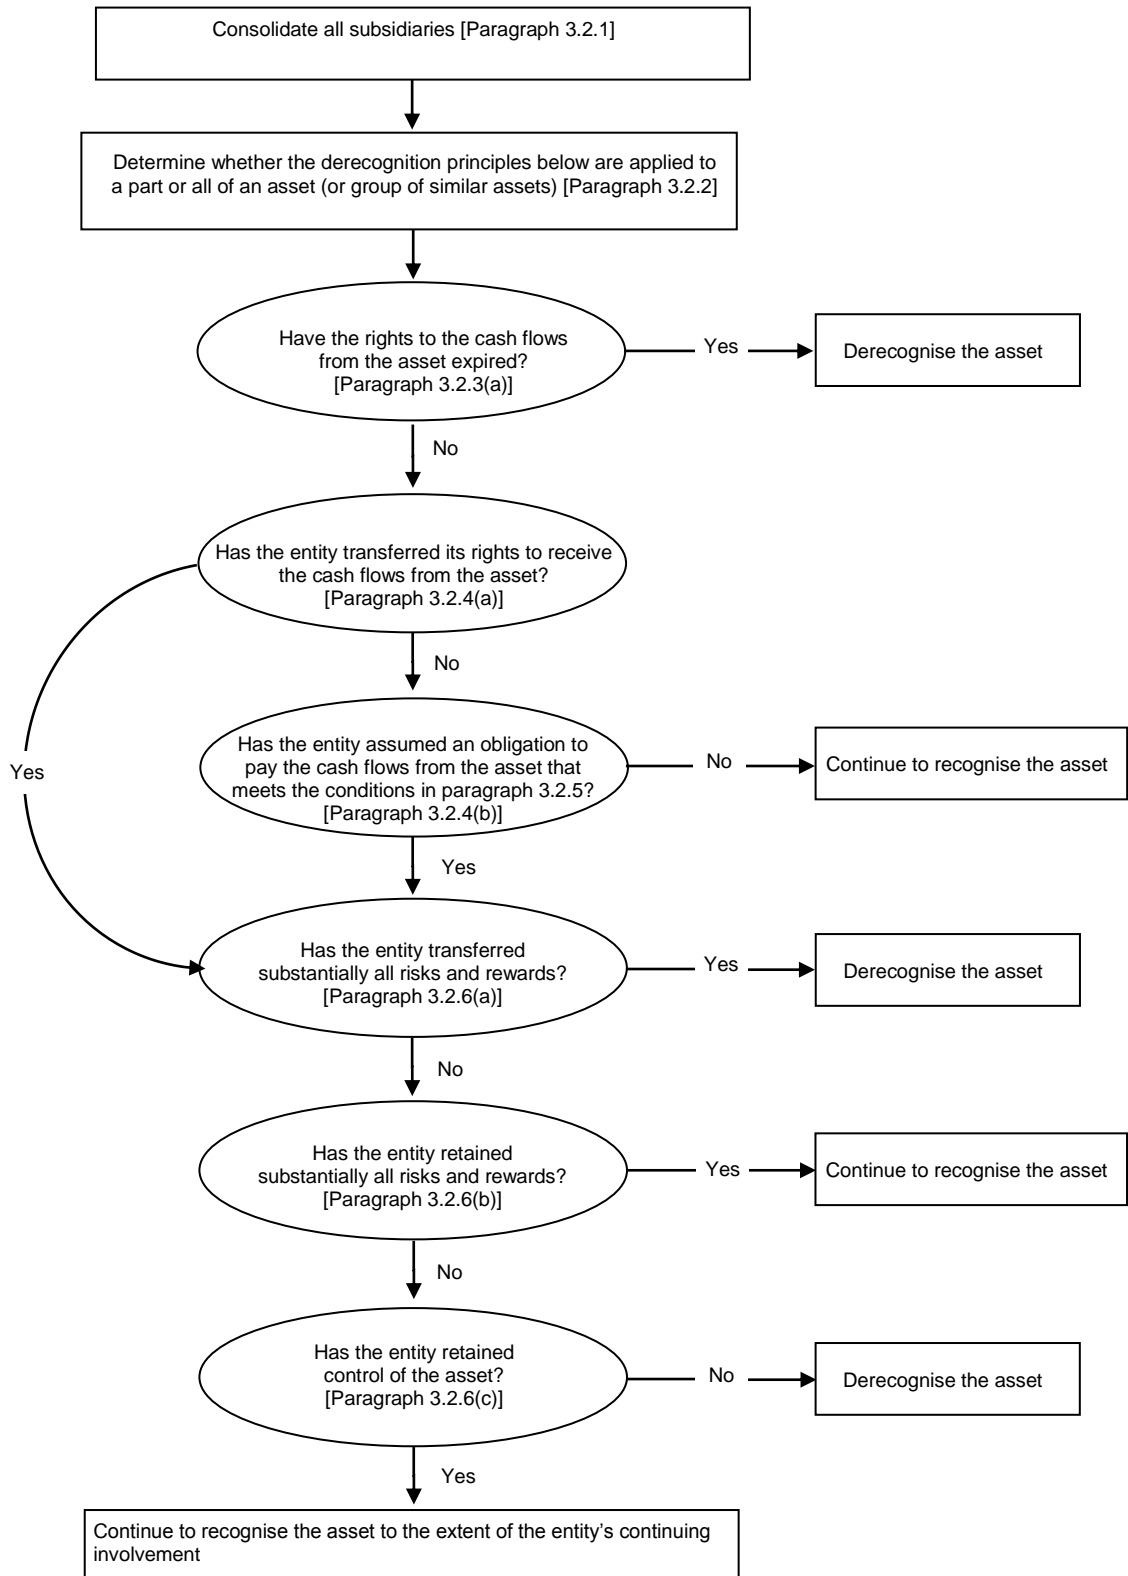 Consolidate all subsidiaries [Paragraph 3.2.1]
Determine whether the derecognition principles below are applied to
a part or all of an asset (or group of similar assets) [Paragraph 3.2.2]
Have the rights to the cash flows
from the asset expired?
[Paragraph 3.2.3(a)]
Yes
Derecognise the asset
No
Has the entity transferred its rights to receive
the cash flows from the asset?
[Paragraph 3.2.4(a)]
Yes
No
Has the entity assumed an obligation to
pay the cash flows from the asset that
meets the conditions in paragraph 3.2.5?
[Paragraph 3.2.4(b)]
No
Continue to recognise the asset
Yes
Has the entity transferred
substantially all risks and rewards?
[Paragraph 3.2.6(a)]
Yes
Derecognise the asset
No
Has the entity retained
substantially all risks and rewards?
[Paragraph 3.2.6(b)]
Yes
Continue to recognise the asset
No
Has the entity retained
control of the asset?
[Paragraph 3.2.6(c)]
No
Derecognise the asset
Yes
Continue to recognise the asset to the extent of the entity’s continuing
involvement